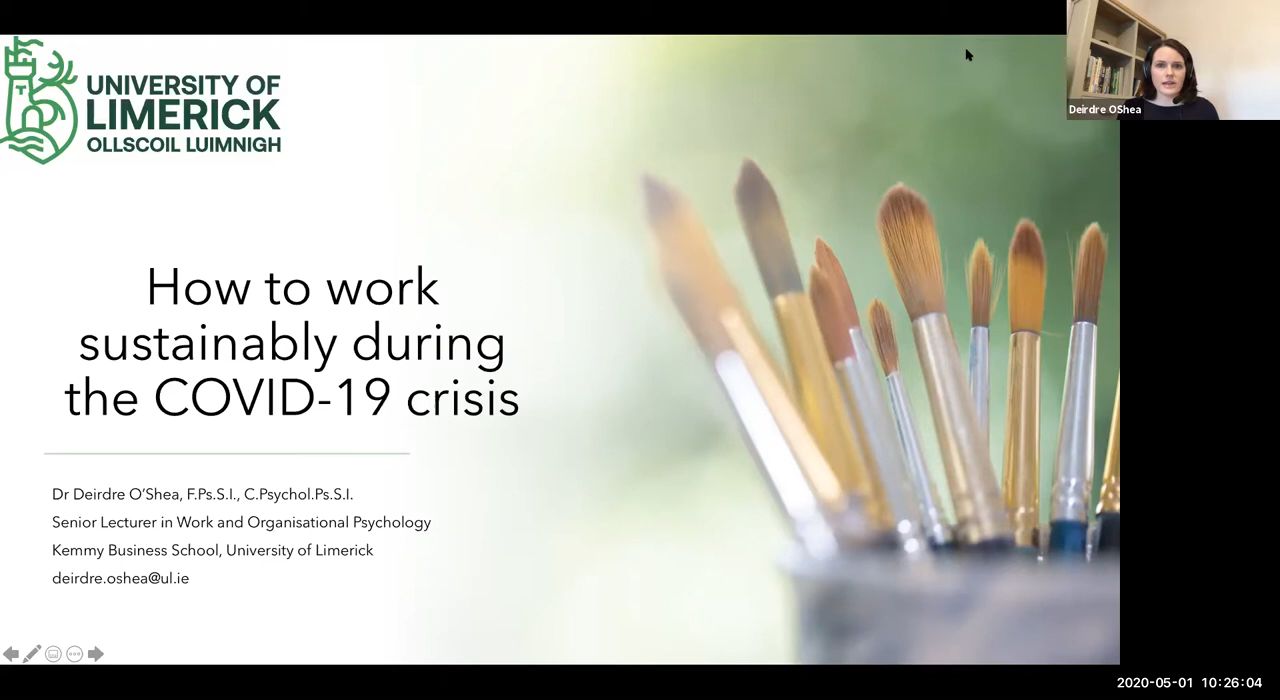 UNIVERSITY OF
LIMERICK
OLLSCOIL LUIMNIGH
Deirdre OShea
How to work
sustainably during
the COVID-19 crisis
Dr Deirdre O’Shea, F.Ps.S.I., C.Psychol.Ps.S.I.
Senior Lecturer in Work and Organisational Psychology
Kemmy Business School, University of Limerick
deirdre.oshea@ul.ie
2020-05-01 10:26:04